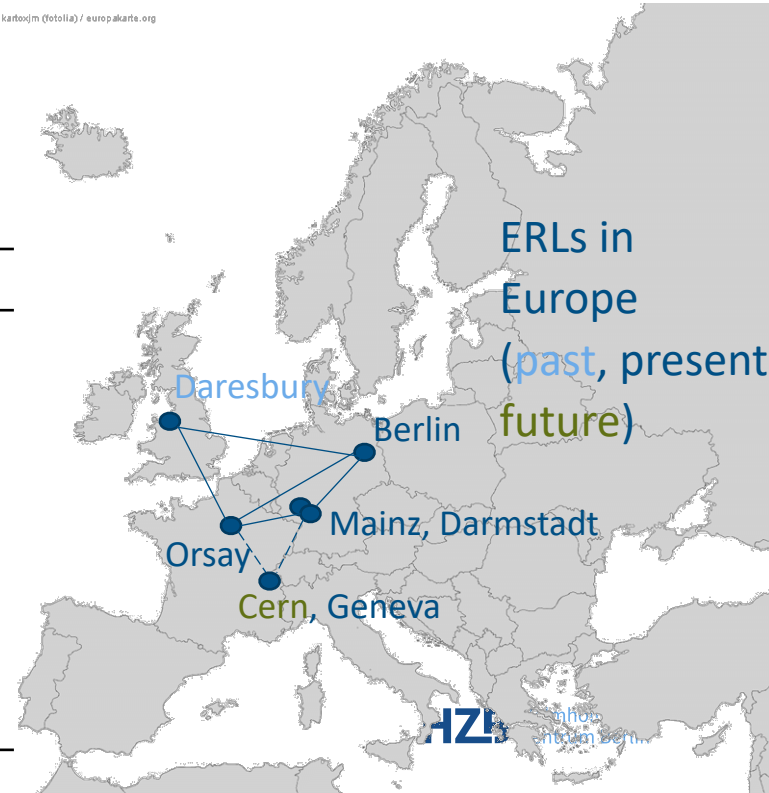 kartoxjm (fotolia) / europakarte.org
ERLs in
Europe
(past, present
future)
Daresbury
Berlin
Mainz, Darmstadt
Orsay
Cern, Geneva
HZB